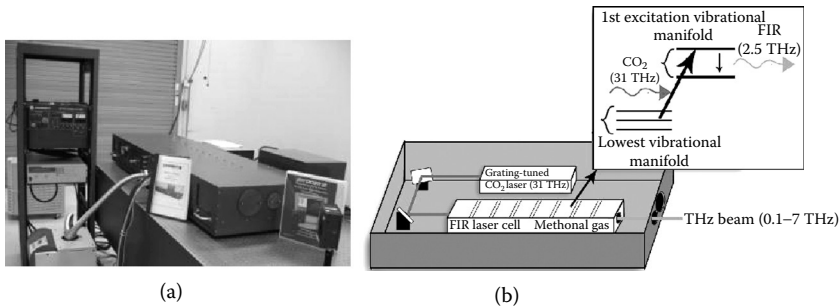 1st excitation vibrational
manifold
FIR
(2.5 THz)
CO₂
(31 THz)
Lowest vibrational
manifold
Grating-tuned
CO₂ laser (31 THz)
FIR laser cell Methonal gas
THz beam (0.1–7 THz)
(a)
(b)